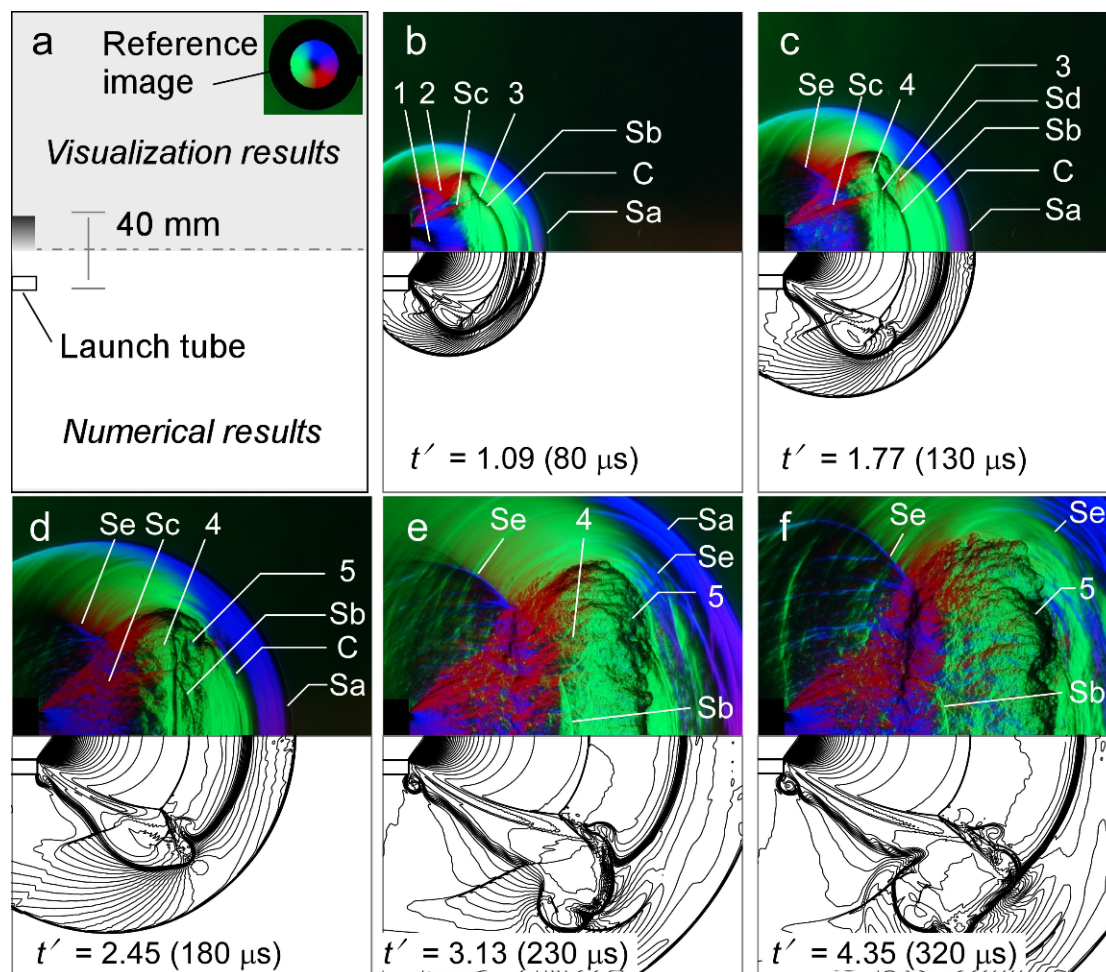 a
Reference
image
Visualization results
40 mm
Launch tube
Numerical results
b
1 2 Sc 3
Sb
C
Sa
t′ = 1.09 (80 μs)
c
3
Se Sc 4 Sd
Sb
C
Sa
t′ = 1.77 (130 μs)
d
Se Sc 4
5
Sb
C
Sa
t′ = 2.45 (180 μs)
e
Se 4 Sa
Se
5
Sb
t′ = 3.13 (230 μs)
f
Se Se
5
Sb
t′ = 4.35 (320 μs)